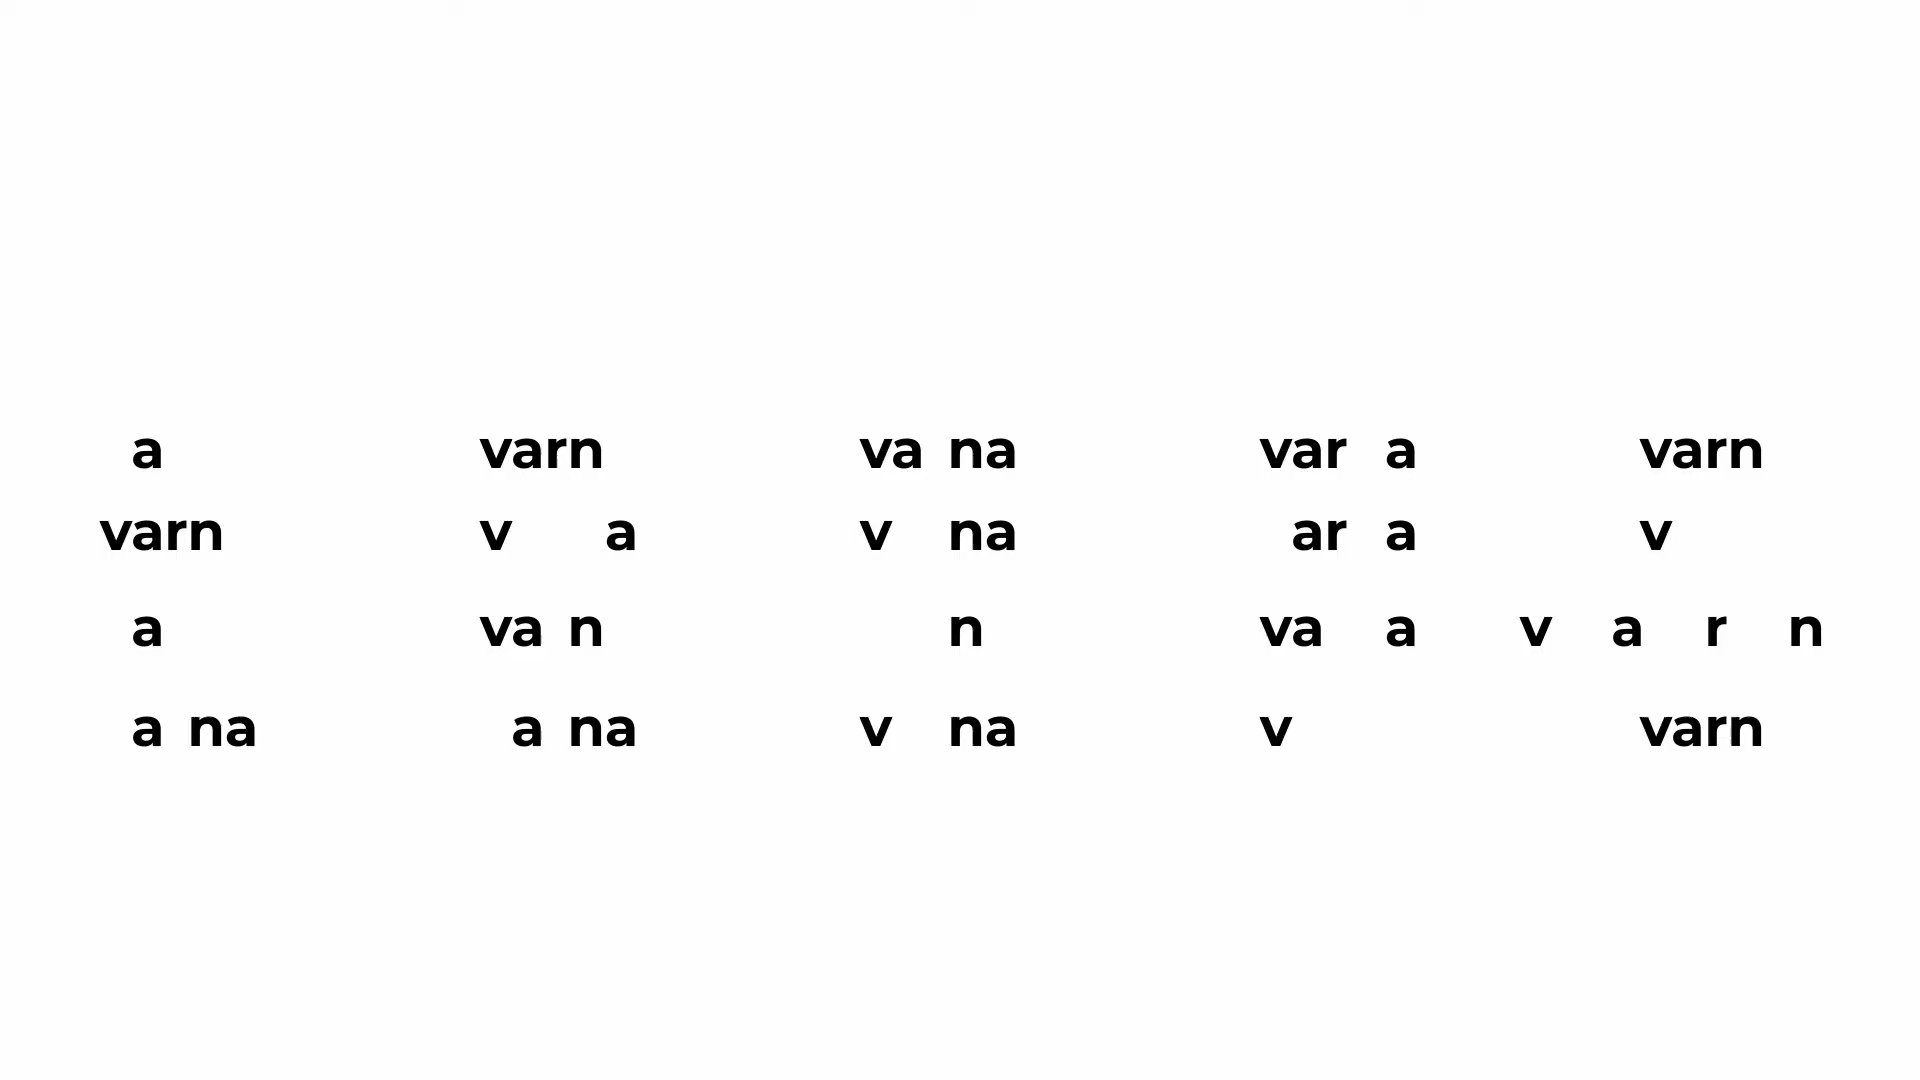 a varn va na var a varn
varn v a v na ar a v
a va n n va a v a r n
a na a na v na v varn